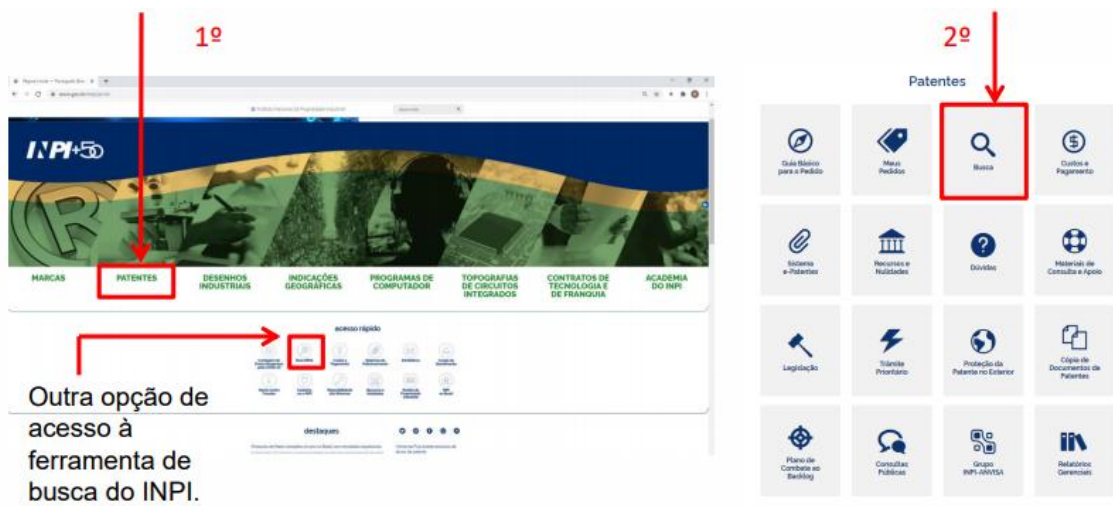 1º
2º
INPI+50
MARCAS
PATENTES
DESENHOS
INDUSTRIAIS
INDICAÇÕES
GEOGRÁFICAS
PROGRAMAS DE
COMPUTADOR
TOPOGRAFIAS
DE CIRCUITOS
INTEGRADOS
CONTRATOS DE
TECNOLOGIA E
DE FRANQUIA
ACADEMIA
DO INPI
acesso rápido
destaques
Outra opção de
acesso à
ferramenta de
busca do INPI.
Patentes
Guia Básico
para o Pedido
Meus
Pedidos
Busca
Custos e
Pagamento
Sistema
e-Patentes
Recursos e
Nulidades
Dúvidas
Materiais de
Consulta e Apoio
Legislação
Trâmite
Prioritário
Proteção da
Patente no Exterior
Cópia de
Documentos de
Patentes
Plano de
Combate ao
Backlog
Consultas
Públicas
Grupo
INPI-ANVISA
Relatórios
Gerenciais